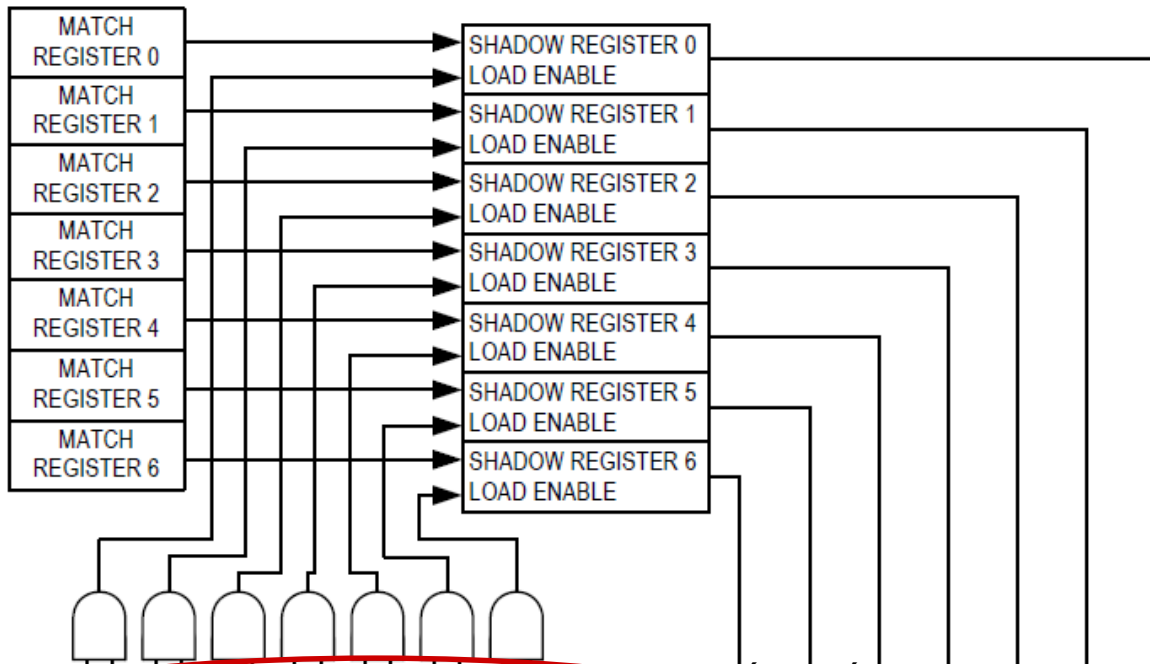 MATCH
REGISTER 0
MATCH
REGISTER 1
MATCH
REGISTER 2
MATCH
REGISTER 3
MATCH
REGISTER 4
MATCH
REGISTER 5
MATCH
REGISTER 6
SHADOW REGISTER 0
LOAD ENABLE
SHADOW REGISTER 1
LOAD ENABLE
SHADOW REGISTER 2
LOAD ENABLE
SHADOW REGISTER 3
LOAD ENABLE
SHADOW REGISTER 4
LOAD ENABLE
SHADOW REGISTER 5
LOAD ENABLE
SHADOW REGISTER 6
LOAD ENABLE